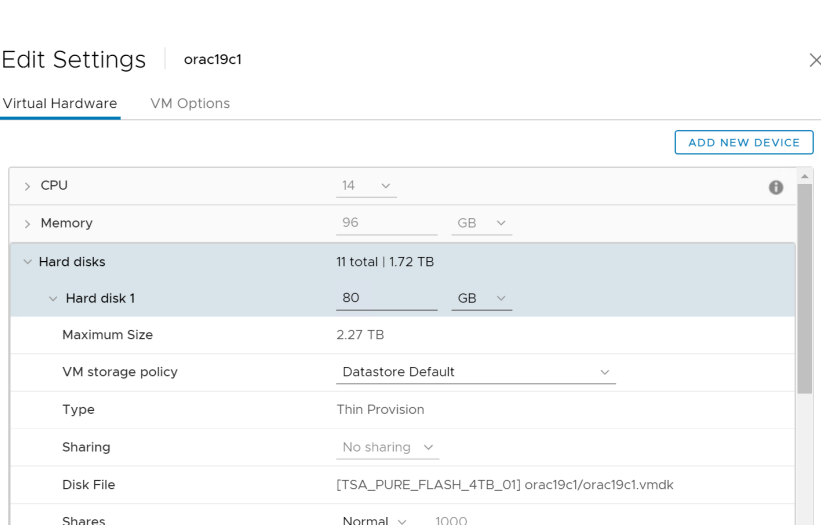 Edit Settings orac19c1
Virtual Hardware VM Options
ADD NEW DEVICE
CPU 14
Memory 96 GB
Hard disks 11 total | 1.72 TB
Hard disk 1 80 GB
Maximum Size 2.27 TB
VM storage policy Datastore Default
Type Thin Provision
Sharing No sharing
Disk File [TSA_PURE_FLASH_4TB_01] orac19c1/orac19c1.vmdk
Shares Normal 1000